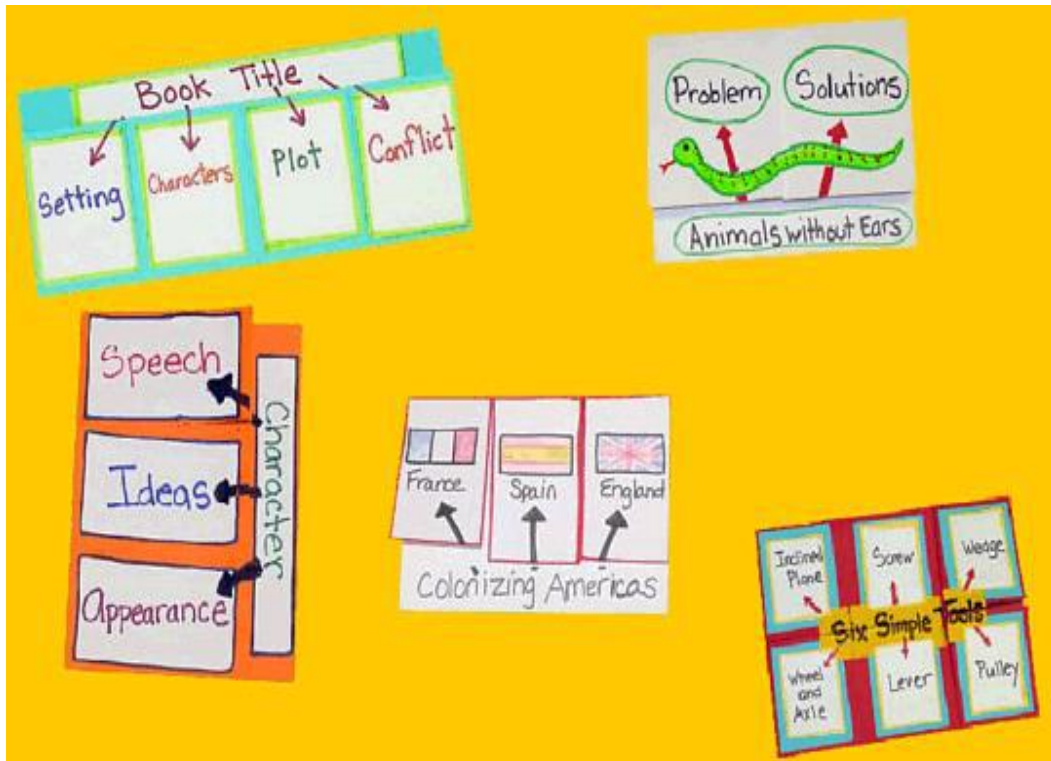 Book Title
Setting
Characters
Plot
Conflict
Problem
Solutions
Animals without Ears
Speech
Ideas
Appearance
Character
France
Spain
England
Colonizing Americas
Inclined
Plane
Screw
Wedge
Six Simple Tools
Wheel
and
Axle
Lever
Pulley